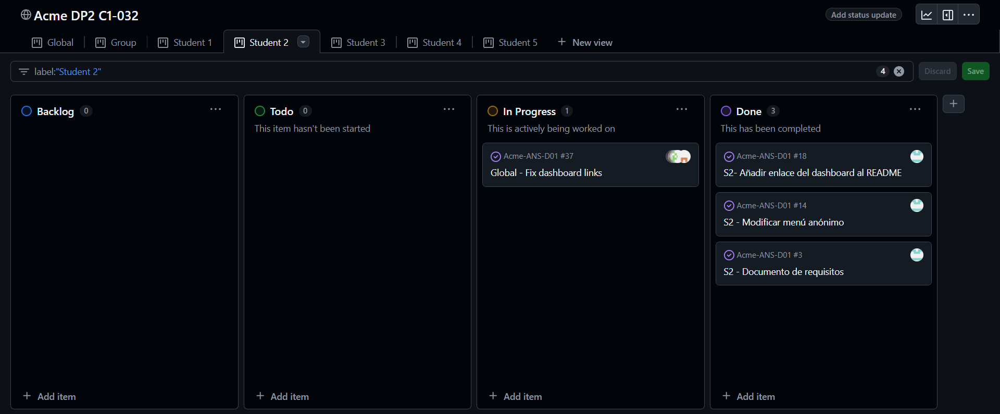 Acme DP2 C1-032
Add status update
Global
Group
Student 1
Student 2
Student 3
Student 4
Student 5
New view
label:"Student 2"
4
Discard
Save
Backlog 0
Add item
Todo 0
This item hasn't been started
Add item
In Progress 1
This is actively being worked on
Acme-ANS-D01 #37
Global - Fix dashboard links
Add item
Done 3
This has been completed
Acme-ANS-D01 #18
S2- Añadir enlace del dashboard al README
Acme-ANS-D01 #14
S2 - Modificar menú anónimo
Acme-ANS-D01 #3
S2 - Documento de requisitos
Add item